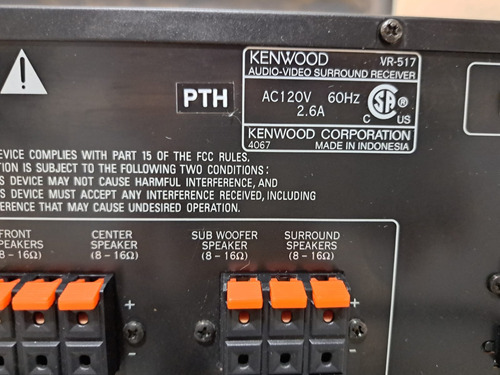 KENWOOD VR-517
AUDIO-VIDEO SURROUND RECEIVER
PTH
AC120V 60Hz
2.6A
C US
KENWOOD CORPORATION
4067 MADE IN INDONESIA
DEVICE COMPLIES WITH PART 15 OF THE FCC RULES.
TION IS SUBJECT TO THE FOLLOWING TWO CONDITIONS:
S DEVICE MAY NOT CAUSE HARMFUL INTERFERENCE, AND
S DEVICE MUST ACCEPT ANY INTERFERENCE RECEIVED, INCLUDING
ERENCE THAT MAY CAUSE UNDESIRED OPERATION.
FRONT
SPEAKERS
(8-16Ω)
CENTER
SPEAKER
(8-16Ω)
SUB WOOFER
SPEAKER
(8-16Ω)
SURROUND
SPEAKERS
(8-16Ω)
+
-
+
-